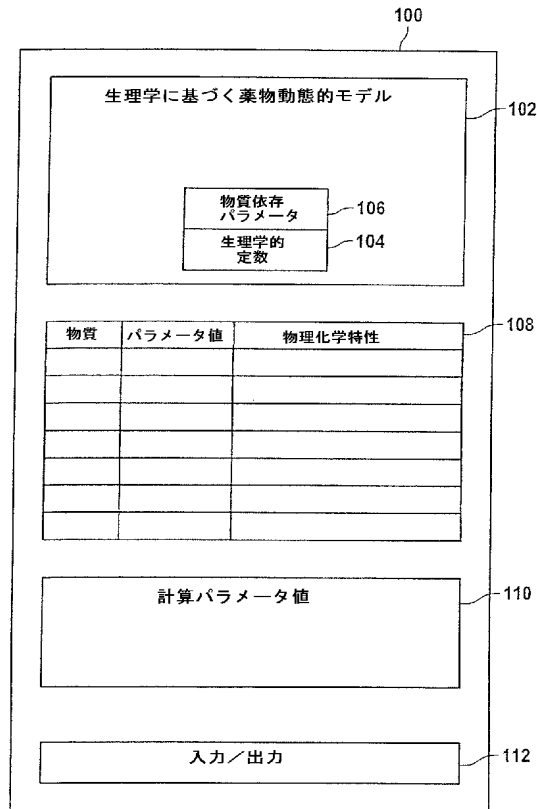 100
生理学に基づく薬物動態的モデル
102
物質依存
パラメータ
106
生理学的
定数
104
物質 パラメータ値 物理化学特性
108
計算パラメータ値
110
入力/出力
112